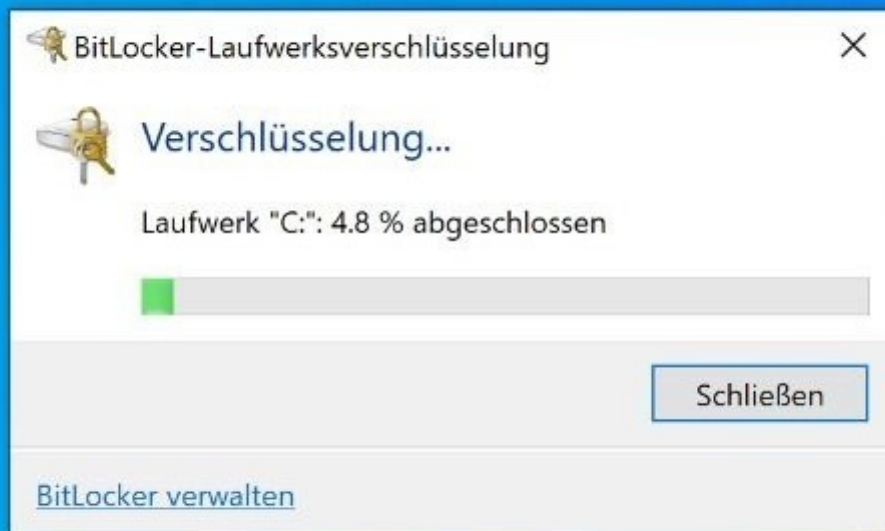 BitLocker-Laufwerksverschlüsselung
Verschlüsselung...
Laufwerk "C:": 4.8 % abgeschlossen
Schließen
BitLocker verwalten